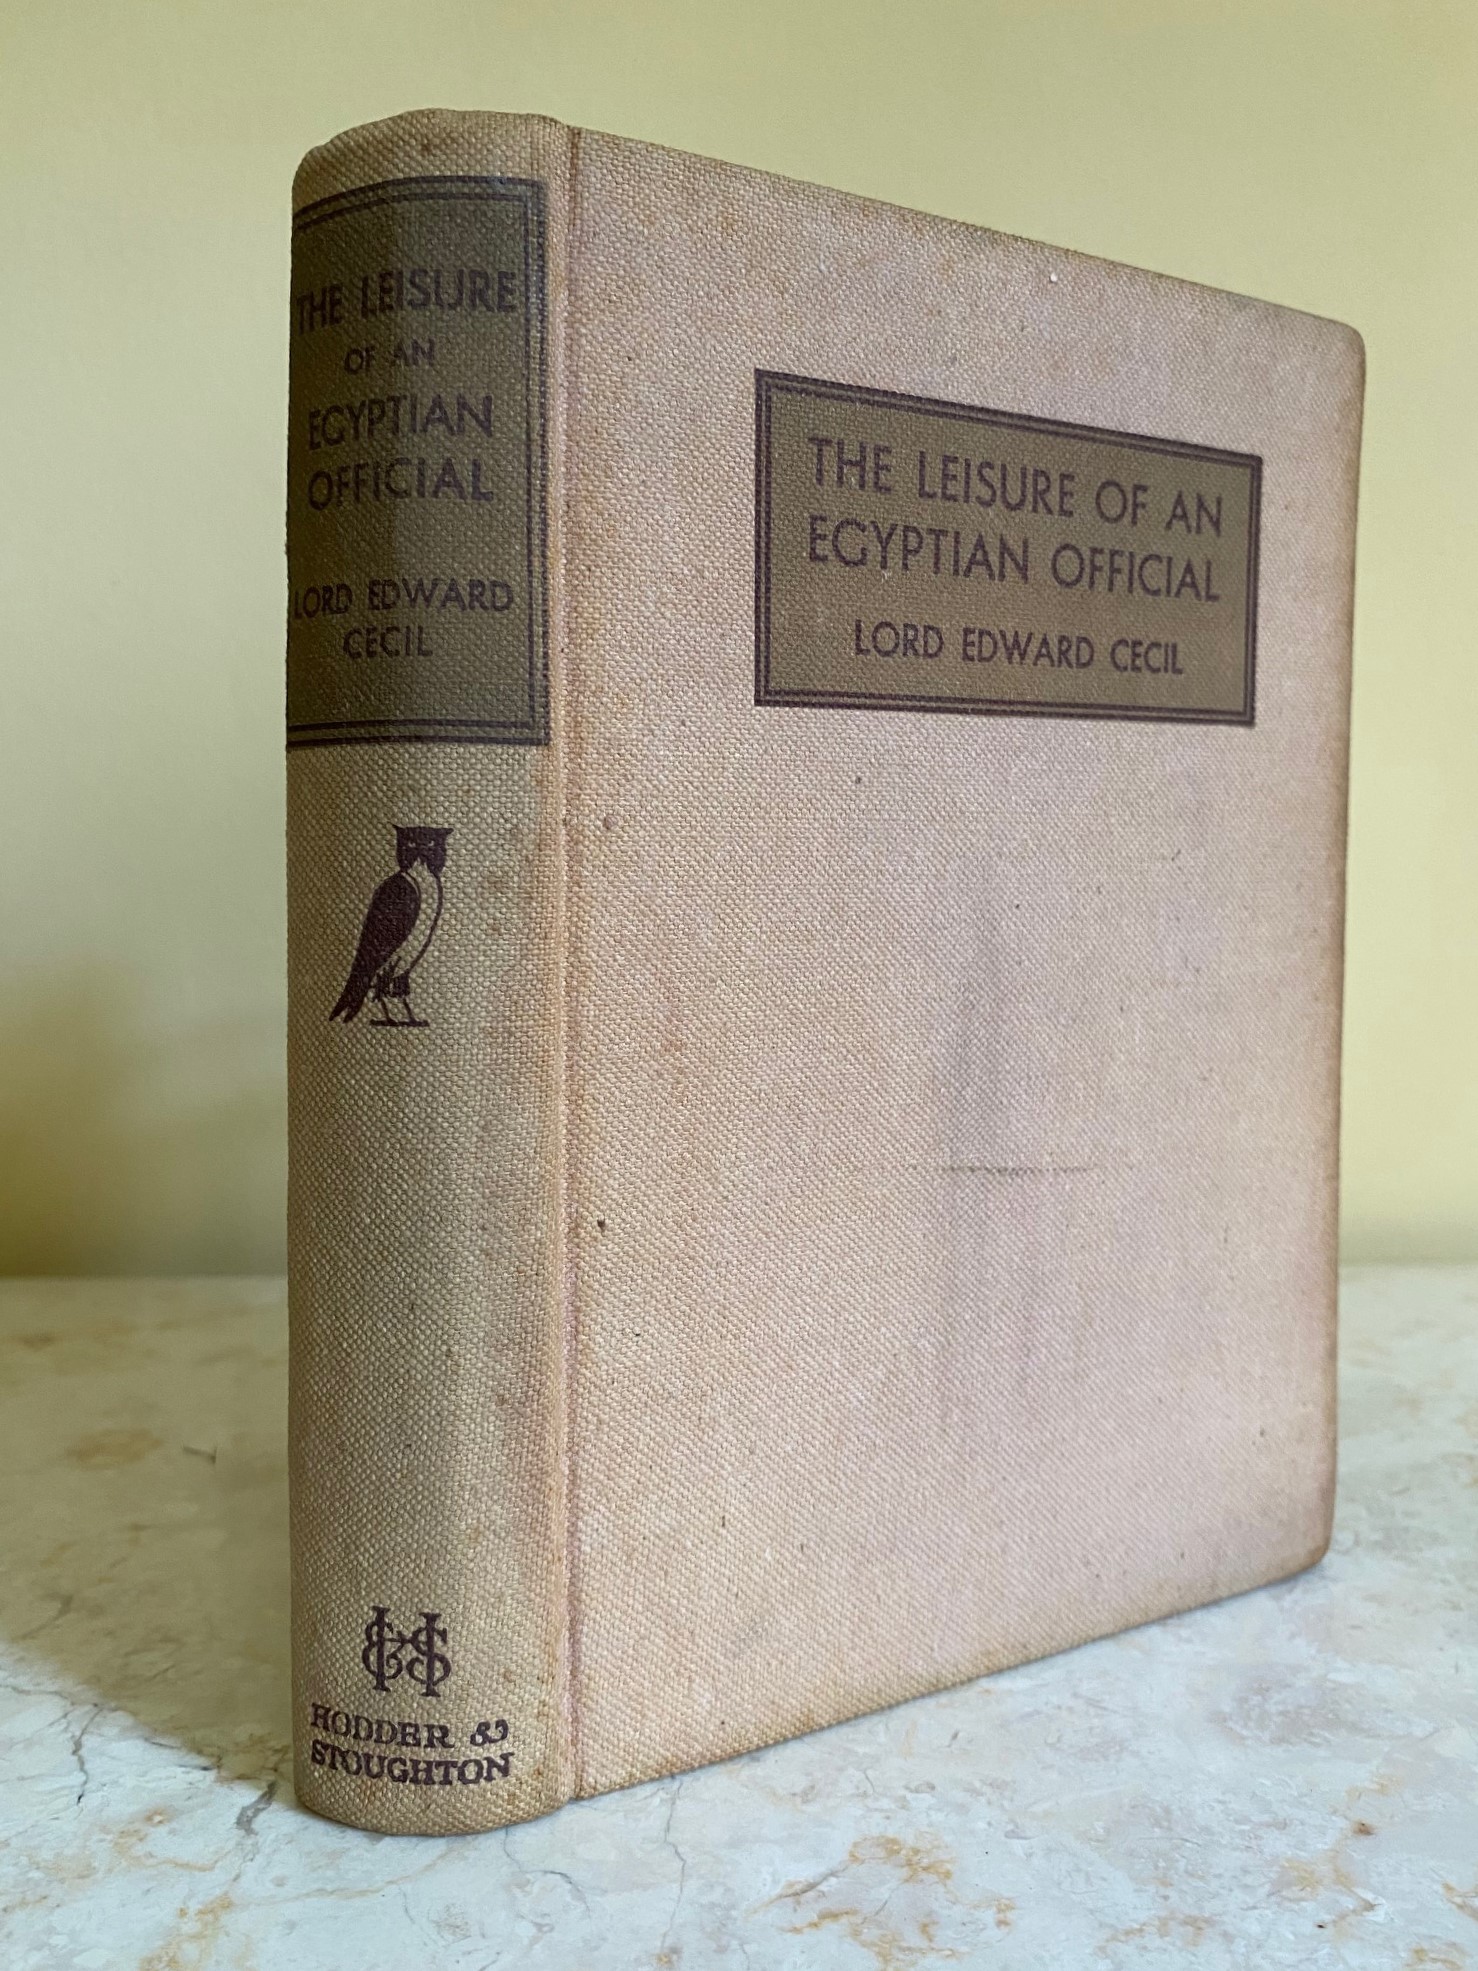 THE LEISURE
OF AN
EGYPTIAN
OFFICIAL
LORD EDWARD
CECIL
H&S
HODDER &
STOUGHTON
THE LEISURE OF AN
EGYPTIAN OFFICIAL
LORD EDWARD CECIL